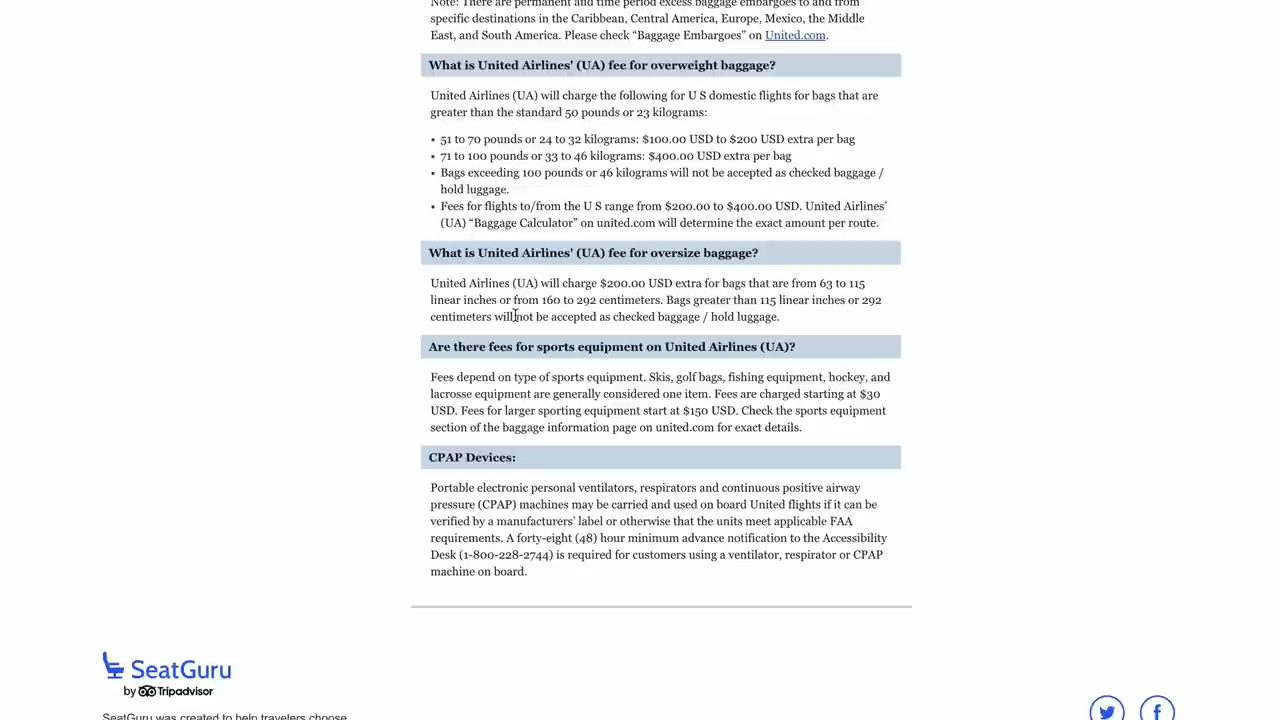 Note: There are permanent and time period excess baggage embargoes to and from
specific destinations in the Caribbean, Central America, Europe, Mexico, the Middle
East, and South America. Please check “Baggage Embargoes” on United.com.
What is United Airlines' (UA) fee for overweight baggage?
United Airlines (UA) will charge the following for U S domestic flights for bags that are
greater than the standard 50 pounds or 23 kilograms:
• 51 to 70 pounds or 24 to 32 kilograms: $100.00 USD to $200 USD extra per bag
• 71 to 100 pounds or 33 to 46 kilograms: $400.00 USD extra per bag
• Bags exceeding 100 pounds or 46 kilograms will not be accepted as checked baggage /
hold luggage.
• Fees for flights to/from the U S range from $200.00 to $400.00 USD. United Airlines’
(UA) “Baggage Calculator” on united.com will determine the exact amount per route.
What is United Airlines' (UA) fee for oversize baggage?
United Airlines (UA) will charge $200.00 USD extra for bags that are from 63 to 115
linear inches or from 160 to 292 centimeters. Bags greater than 115 linear inches or 292
centimeters will not be accepted as checked baggage / hold luggage.
Are there fees for sports equipment on United Airlines (UA)?
Fees depend on type of sports equipment. Skis, golf bags, fishing equipment, hockey, and
lacrosse equipment are generally considered one item. Fees are charged starting at $30
USD. Fees for larger sporting equipment start at $150 USD. Check the sports equipment
section of the baggage information page on united.com for exact details.
CPAP Devices:
Portable electronic personal ventilators, respirators and continuous positive airway
pressure (CPAP) machines may be carried and used on board United flights if it can be
verified by a manufacturers’ label or otherwise that the units meet applicable FAA
requirements. A forty-eight (48) hour minimum advance notification to the Accessibility
Desk (1-800-228-2744) is required for customers using a ventilator, respirator or CPAP
machine on board.
SeatGuru
by Tripadvisor
SeatGuru was created to help travelers choose